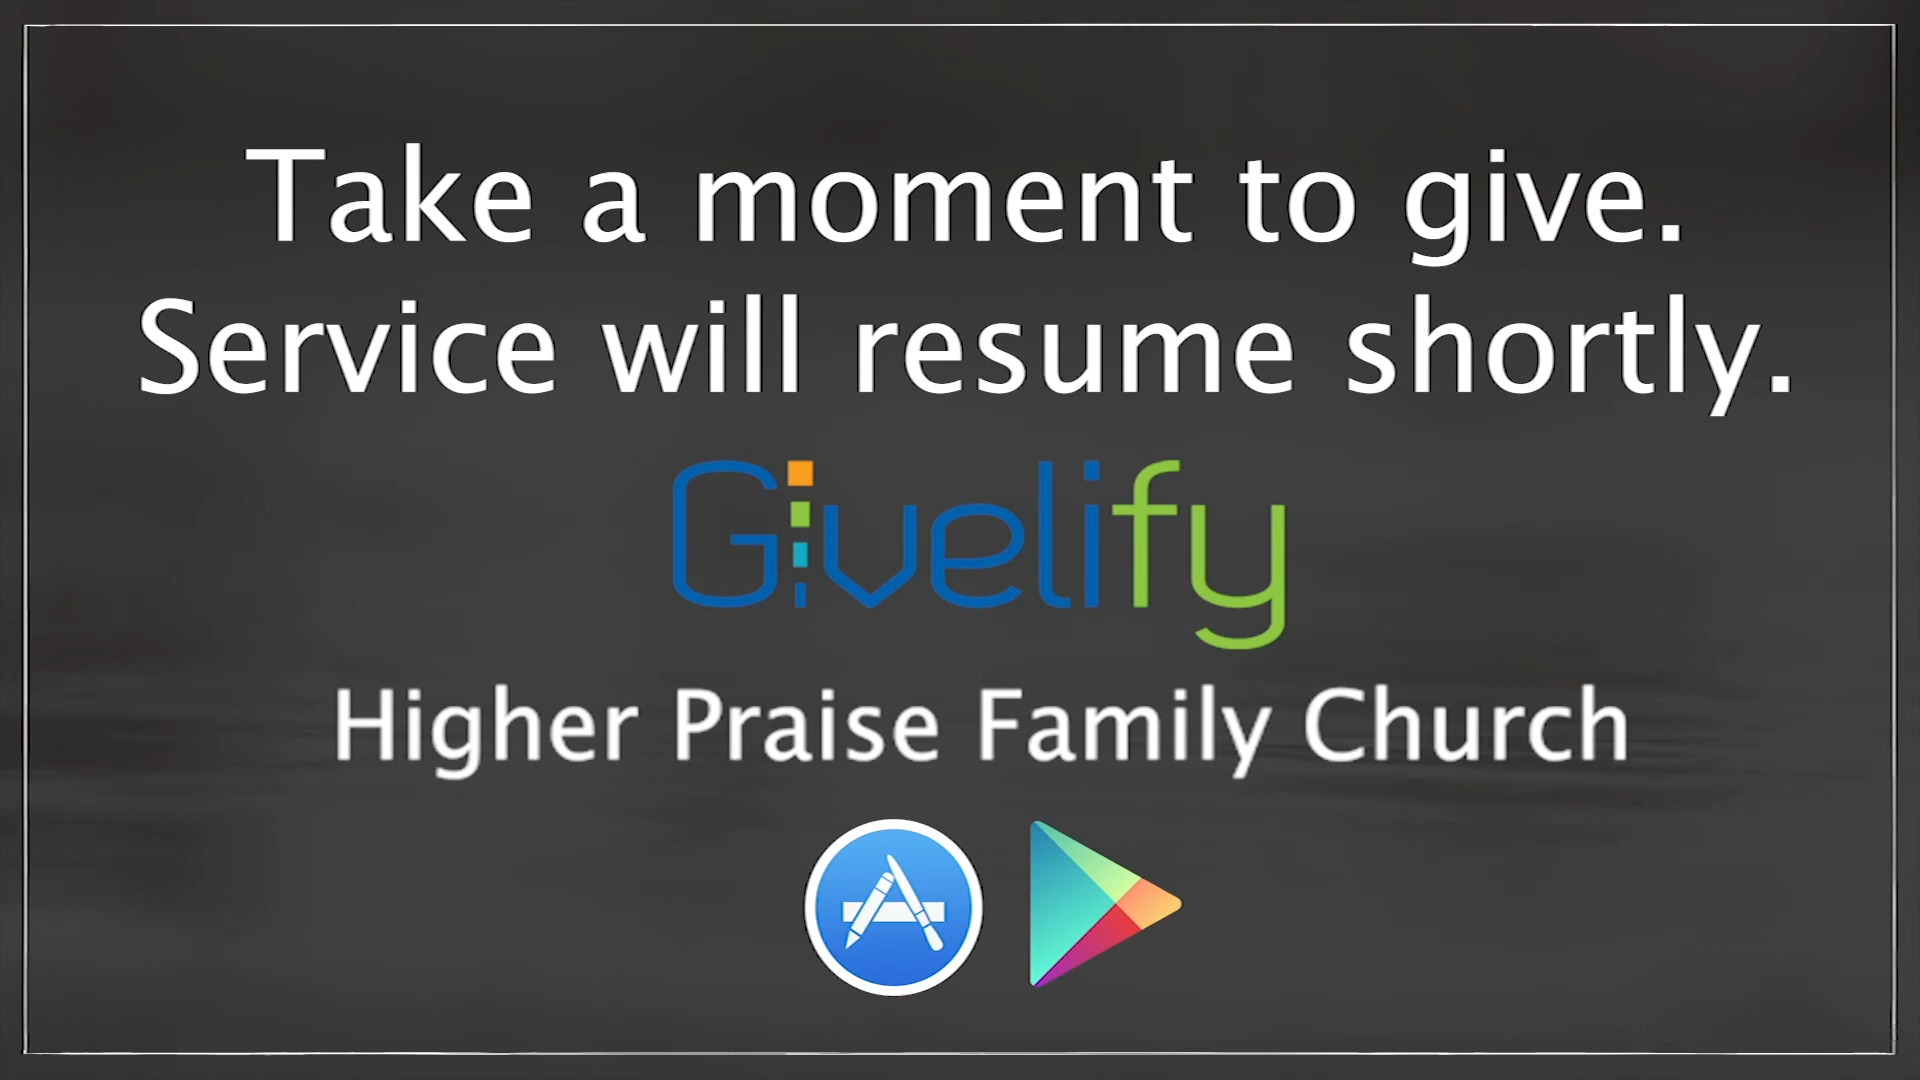 Take a moment to give.
Service will resume shortly.
Givelify
Higher Praise Family Church